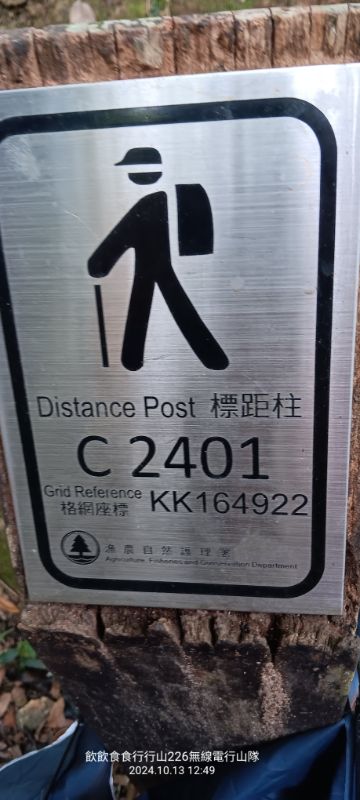 Distance Post 標距柱
C 2401
Grid Reference
格網座標
KK164922
漁農自然護理署
Agriculture, Fisheries and Conservation Department
飲飲食食行行山226無線電行山隊
2024.10.13 12:49